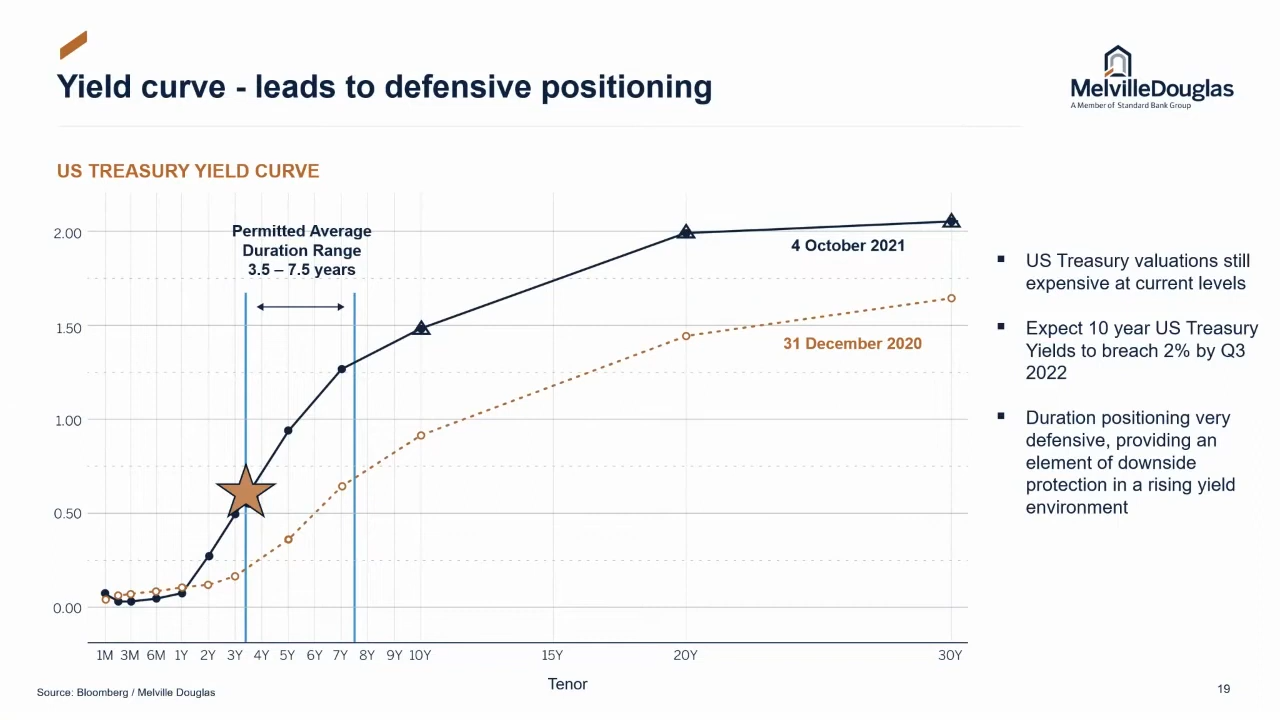 Yield curve - leads to defensive positioning
MelvilleDouglas
A Member of Standard Bank Group
US TREASURY YIELD CURVE
Permitted Average
Duration Range
3.5 – 7.5 years
2.00
1.50
1.00
0.50
0.00
4 October 2021
31 December 2020
1M 3M 6M 1Y 2Y 3Y 4Y 5Y 6Y 7Y 8Y 9Y 10Y 15Y 20Y 30Y
Tenor
▪ US Treasury valuations still
expensive at current levels
▪ Expect 10 year US Treasury
Yields to breach 2% by Q3
2022
▪ Duration positioning very
defensive, providing an
element of downside
protection in a rising yield
environment
Source: Bloomberg / Melville Douglas
19